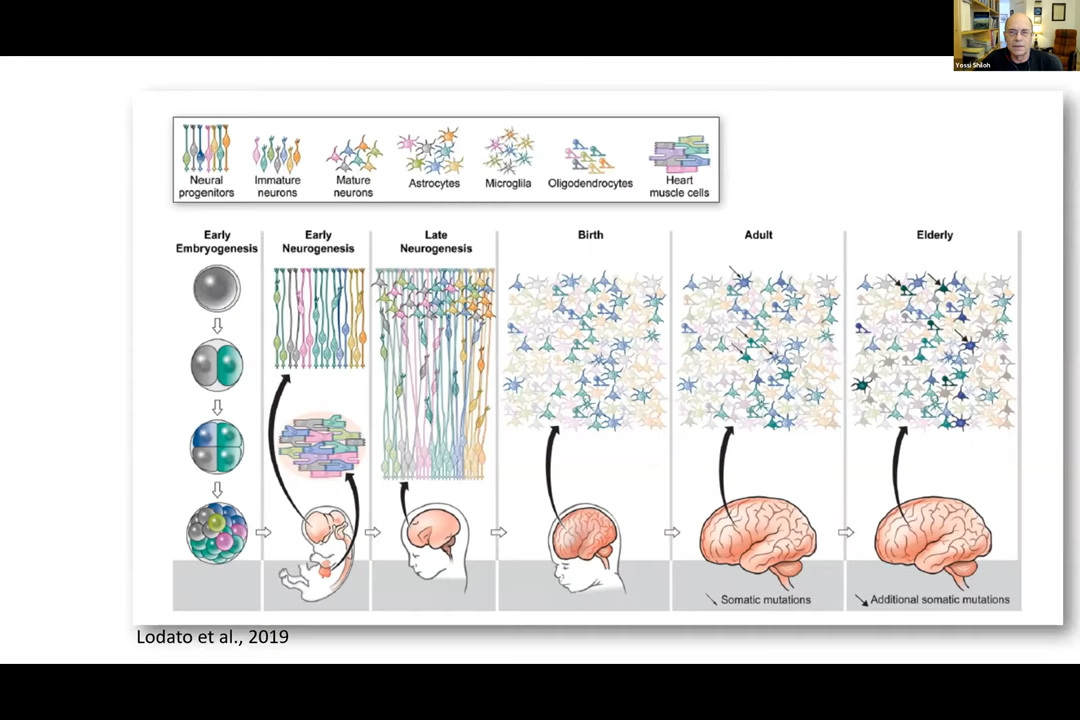 Yossi Shiloh
Neural
progenitors
Immature
neurons
Mature
neurons
Astrocytes
Microglila
Oligodendrocytes
Heart
muscle cells
Early
Embryogenesis
Early
Neurogenesis
Late
Neurogenesis
Birth
Adult
Elderly
Somatic mutations
Additional somatic mutations
Lodato et al., 2019